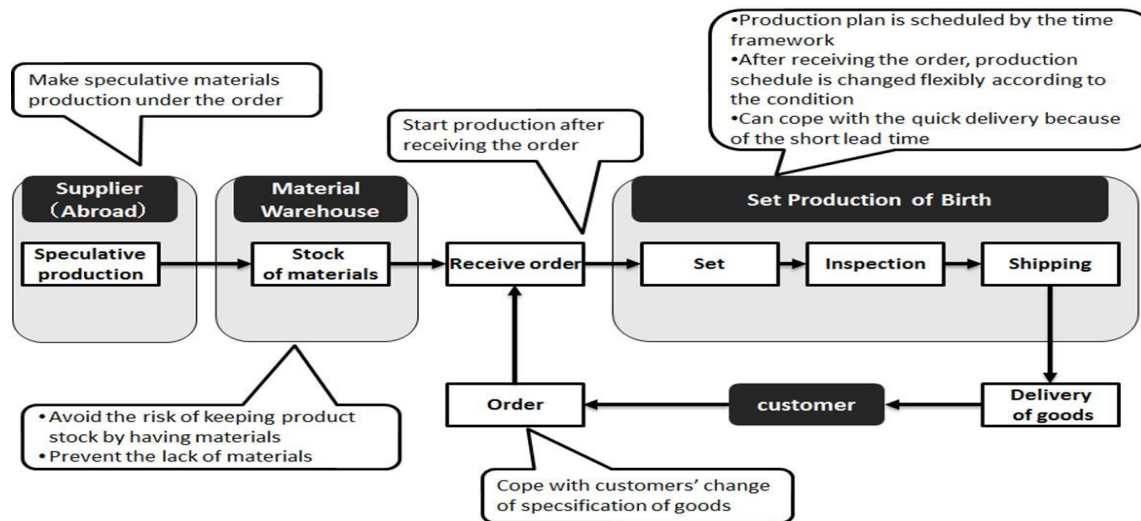 •Production plan is scheduled by the time
framework
•After receiving the order, production
schedule is changed flexibly according to
the condition
•Can cope with the quick delivery because
of the short lead time
Make speculative materials
production under the order
Start production after
receiving the order
Supplier
(Abroad)
Material
Warehouse
Set Production of Birth
Speculative
production
Stock
of materials
Receive order
Set
Inspection
Shipping
Order
customer
Delivery
of goods
•Avoid the risk of keeping product
stock by having materials
•Prevent the lack of materials
Cope with customers’ change
of specsification of goods